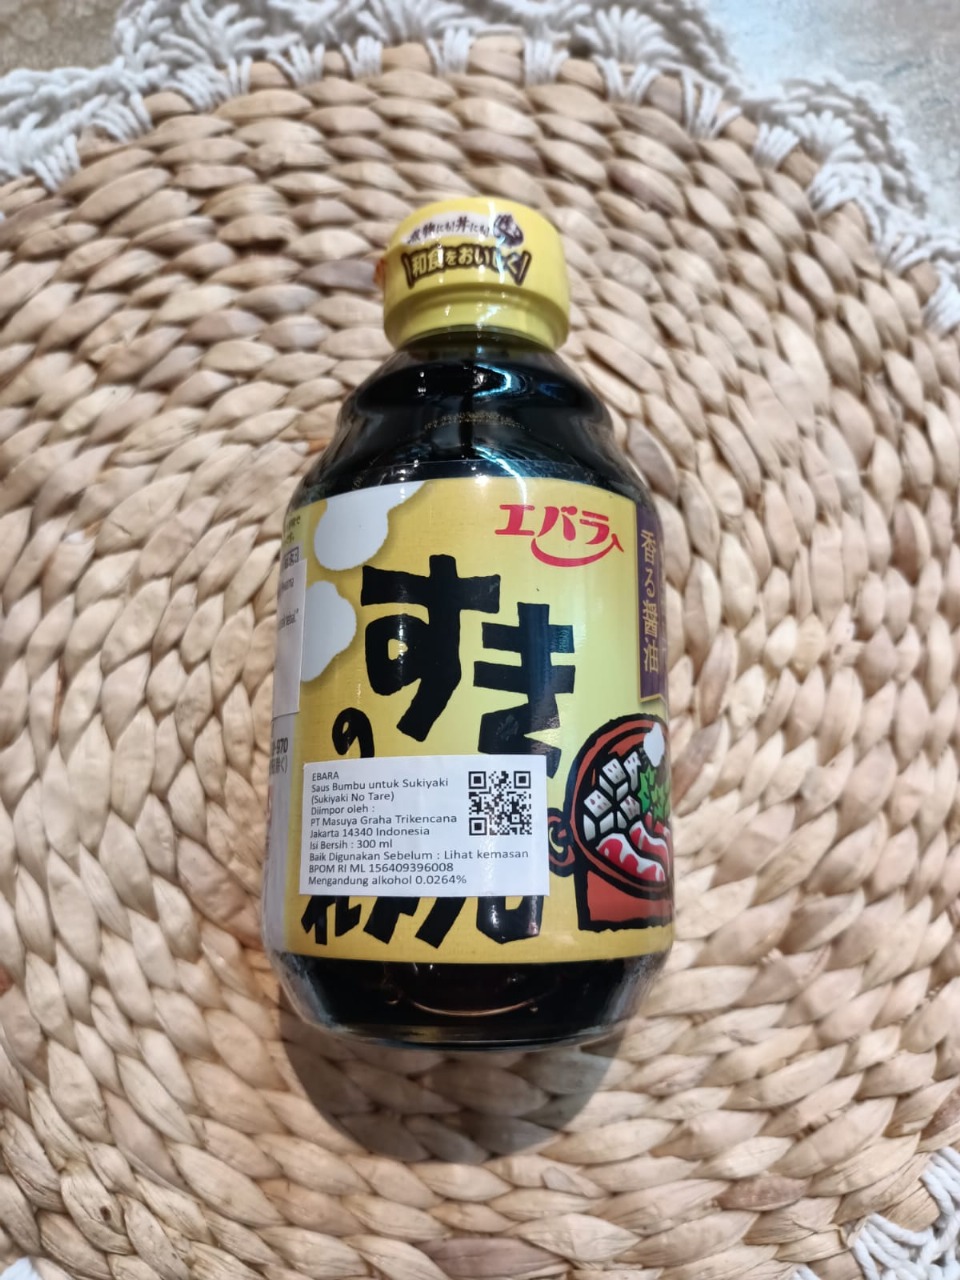 煮物にも!丼にも!
和食をおいしく
エバラ
すき
の
EBARA
Saus Bumbu untuk Sukiyaki
(Sukiyaki No Tare)
Diimpor oleh :
PT Masuya Graha Trikencana
Jakarta 14340 Indonesia
Isi Bersih : 300 ml
Baik Digunakan Sebelum : Lihat kemasan
BPOM RI ML 156409396008
Mengandung alkohol 0.0264%
香る醤油